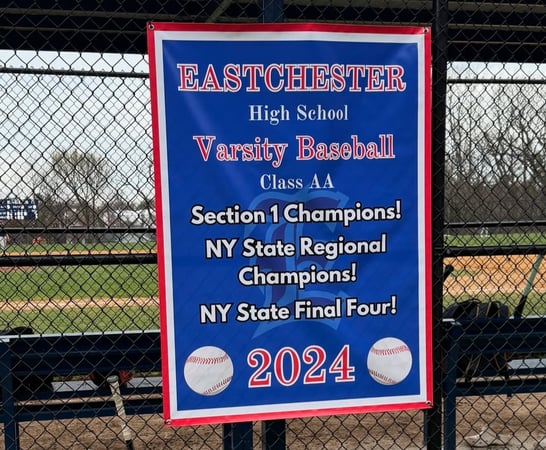 EASTCHESTER
High School
Varsity Baseball
Class AA
Section 1 Champions!
NY State Regional
Champions!
NY State Final Four!
2024